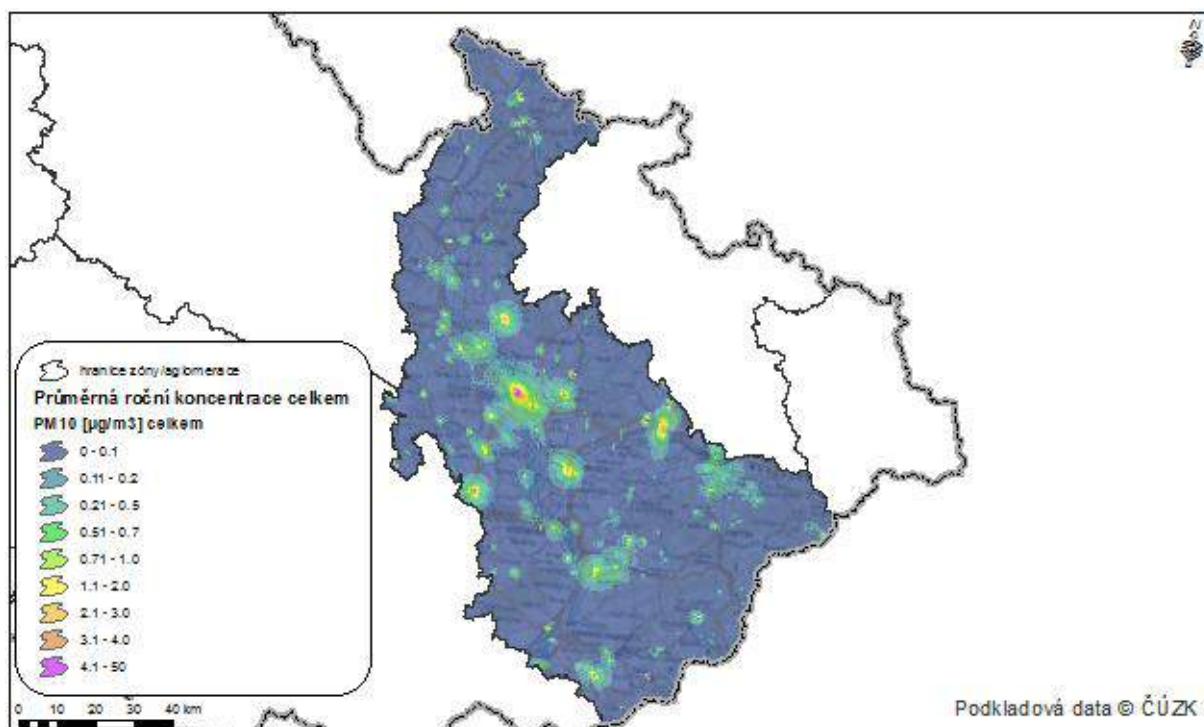 hranice zóny/aglomerace
Průměrná roční koncentrace celkem
PM10 [µg/m3] celkem
0 - 0.1
0.11 - 0.2
0.21 - 0.5
0.51 - 0.7
0.71 - 1.0
1.1 - 2.0
2.1 - 3.0
3.1 - 4.0
4.1 - 50
0 10 20 40 km
Podkladová data © ČÚZK